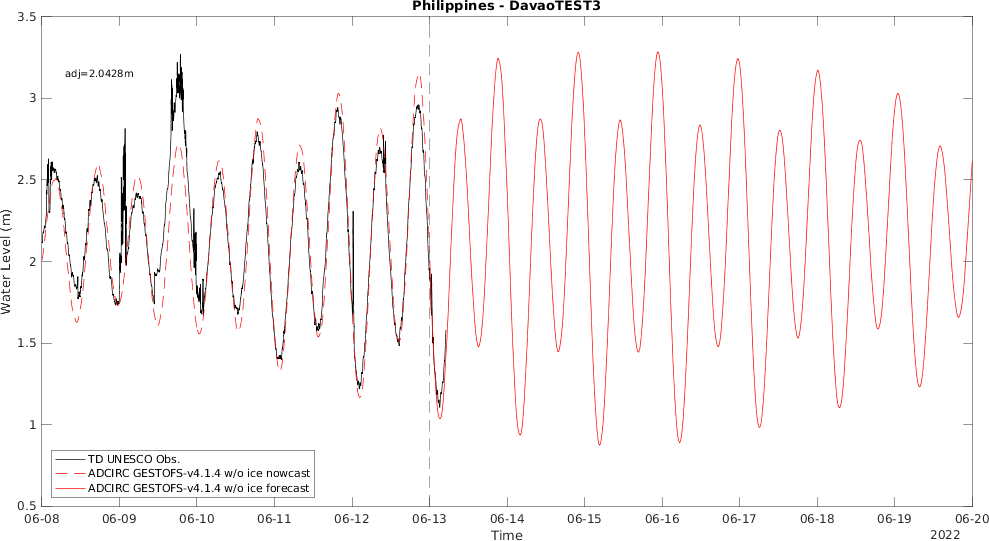 Philippines - DavaoTEST3
adj=2.0428m
3.5
3
2.5
2
1.5
1
0.5
Water Level (m)
TD UNESCO Obs.
ADCIRC GESTOFS-v4.1.4 w/o ice nowcast
ADCIRC GESTOFS-v4.1.4 w/o ice forecast
06-08 06-09 06-10 06-11 06-12 06-13 06-14 06-15 06-16 06-17 06-18 06-19 06-20
Time
2022